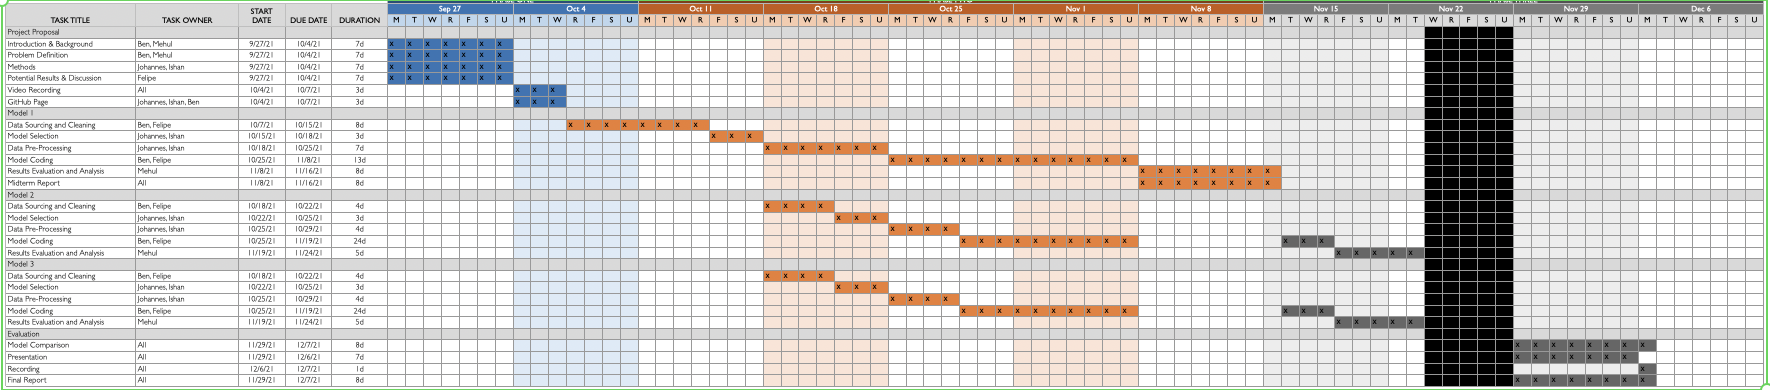 Sep 27 Oct 4 Oct 11 Oct 18 Oct 25 Nov 1 Nov 8 Nov 15 Nov 22 Nov 29 Dec 6
TASK TITLE TASK OWNER START DATE DUE DATE DURATION M T W R F S U M T W R F S U M T W R F S U M T W R F S U M T W R F S U M T W R F S U M T W R F S U M T W R F S U M T W R F S U M T W R F S U M T W R F S U
Project Proposal
Introduction & Background Ben, Mehul 9/27/21 10/4/21 7d x x x x x x x
Problem Definition Ben, Mehul 9/27/21 10/4/21 7d x x x x x x x
Methods Johannes, Ishan 9/27/21 10/4/21 7d x x x x x x x
Potential Results & Discussion Felipe 9/27/21 10/4/21 7d x x x x x x x
Video Recording All 10/4/21 10/7/21 3d x x x
GitHub Page Johannes, Ishan, Ben 10/4/21 10/7/21 3d x x x
Model 1
Data Sourcing and Cleaning Ben, Felipe 10/7/21 10/15/21 8d x x x x x x x x
Model Selection Johannes, Ishan 10/15/21 10/18/21 3d x x x
Data Pre-Processing Johannes, Ishan 10/18/21 10/25/21 7d x x x x x x x
Model Coding Ben, Felipe 10/25/21 11/8/21 13d x x x x x x x x x x x x x x
Results Evaluation and Analysis Mehul 11/8/21 11/16/21 8d x x x x x x x x
Midterm Report All 11/8/21 11/16/21 8d x x x x x x x x
Model 2
Data Sourcing and Cleaning Ben, Felipe 10/18/21 10/22/21 4d x x x x
Model Selection Johannes, Ishan 10/22/21 10/25/21 3d x x x
Data Pre-Processing Johannes, Ishan 10/25/21 10/29/21 4d x x x x
Model Coding Ben, Felipe 10/25/21 11/19/21 24d x x x x x x x x x x x x x
Results Evaluation and Analysis Mehul 11/19/21 11/24/21 5d x x x x x
Model 3
Data Sourcing and Cleaning Ben, Felipe 10/18/21 10/22/21 4d x x x x
Model Selection Johannes, Ishan 10/22/21 10/25/21 3d x x x
Data Pre-Processing Johannes, Ishan 10/25/21 10/29/21 4d x x x x
Model Coding Ben, Felipe 10/25/21 11/19/21 24d x x x x x x x x x x x x x
Results Evaluation and Analysis Mehul 11/19/21 11/24/21 5d x x x x x
Evaluation
Model Comparison All 11/29/21 12/7/21 8d x x x x x x x x
Presentation All 11/29/21 12/6/21 7d x x x x x x x
Recording All 12/6/21 12/7/21 1d x
Final Report All 11/29/21 12/7/21 8d x x x x x x x x